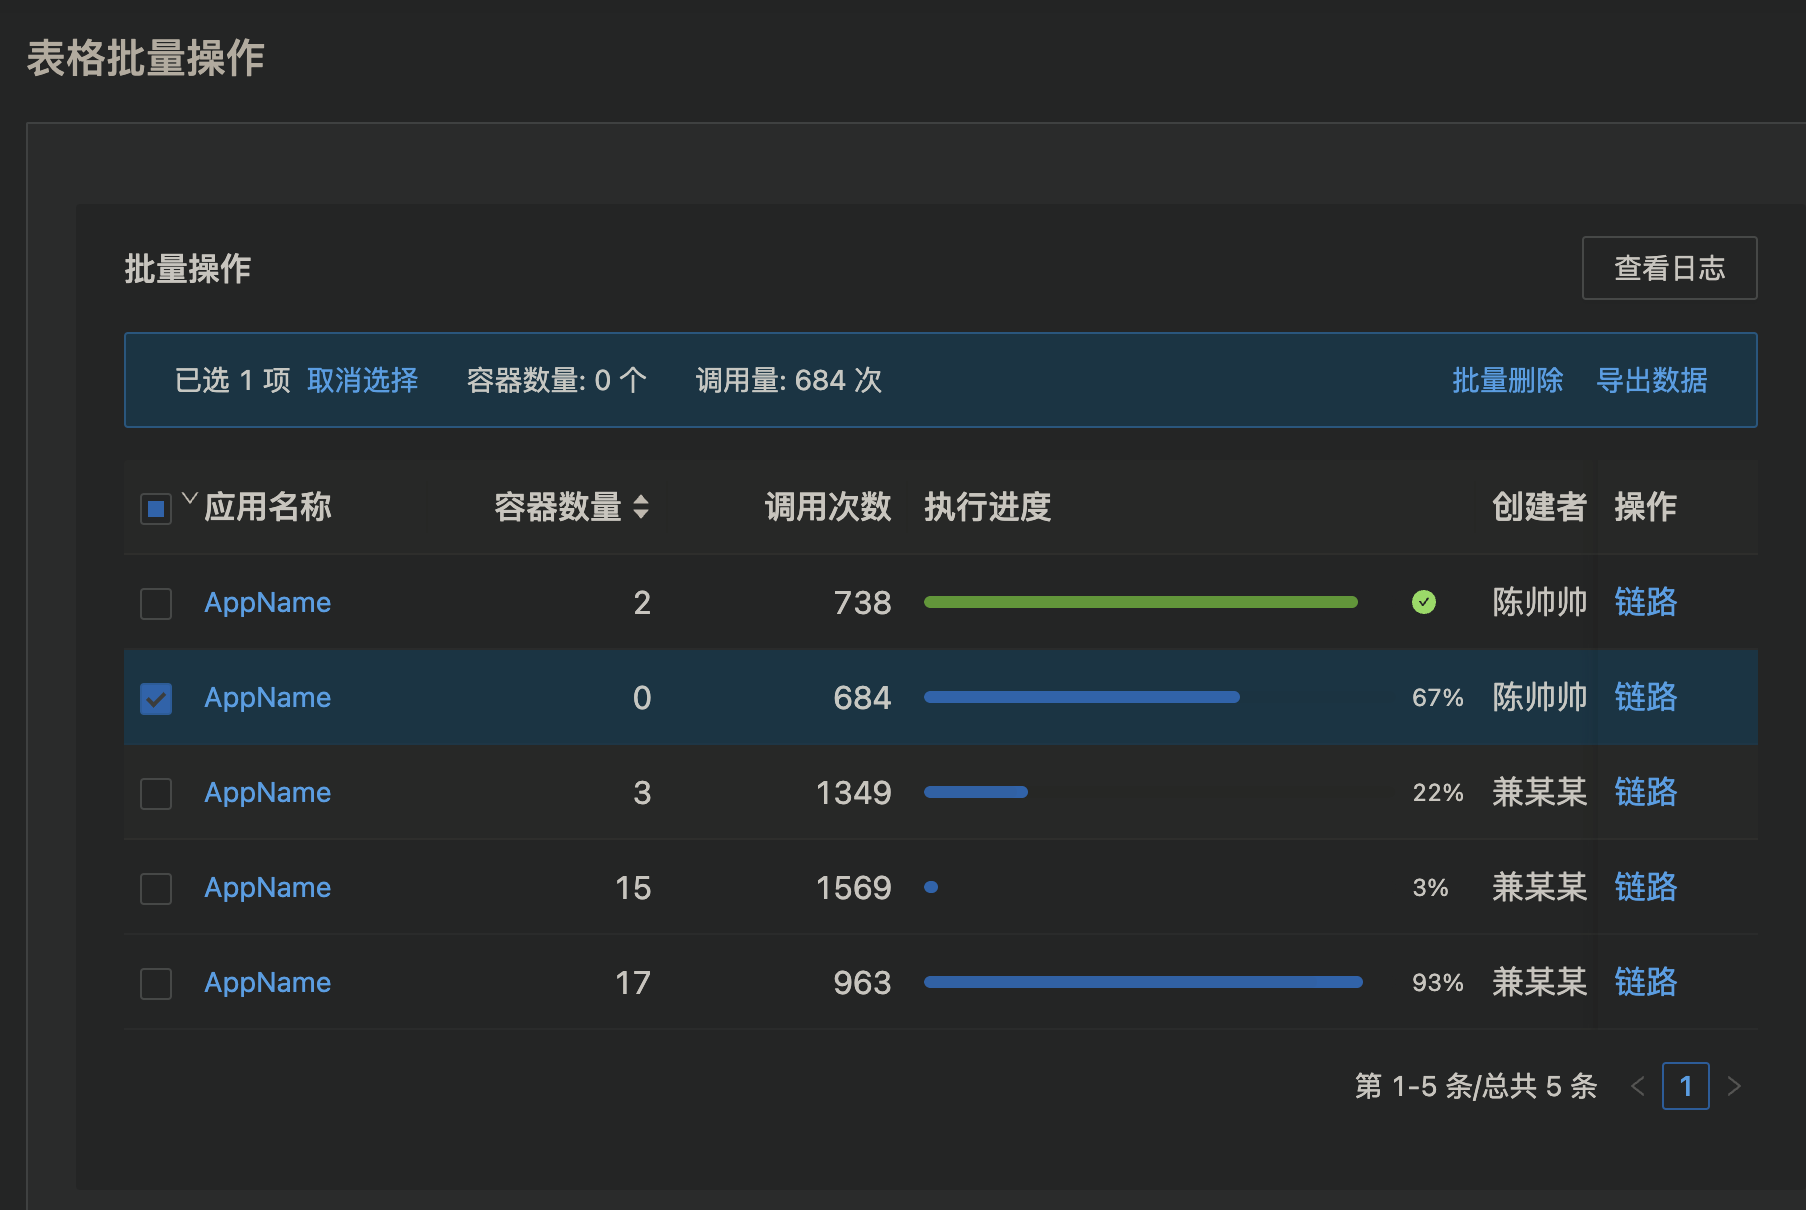 表格批量操作
批量操作
查看日志
已选 1 项 取消选择 容器数量: 0 个 调用量: 684 次 批量删除 导出数据
应用名称 容器数量 调用次数 执行进度 创建者 操作
AppName 2 738 陈帅帅 链路
AppName 0 684 67% 陈帅帅 链路
AppName 3 1349 22% 兼某某 链路
AppName 15 1569 3% 兼某某 链路
AppName 17 963 93% 兼某某 链路
第 1-5 条/总共 5 条 1